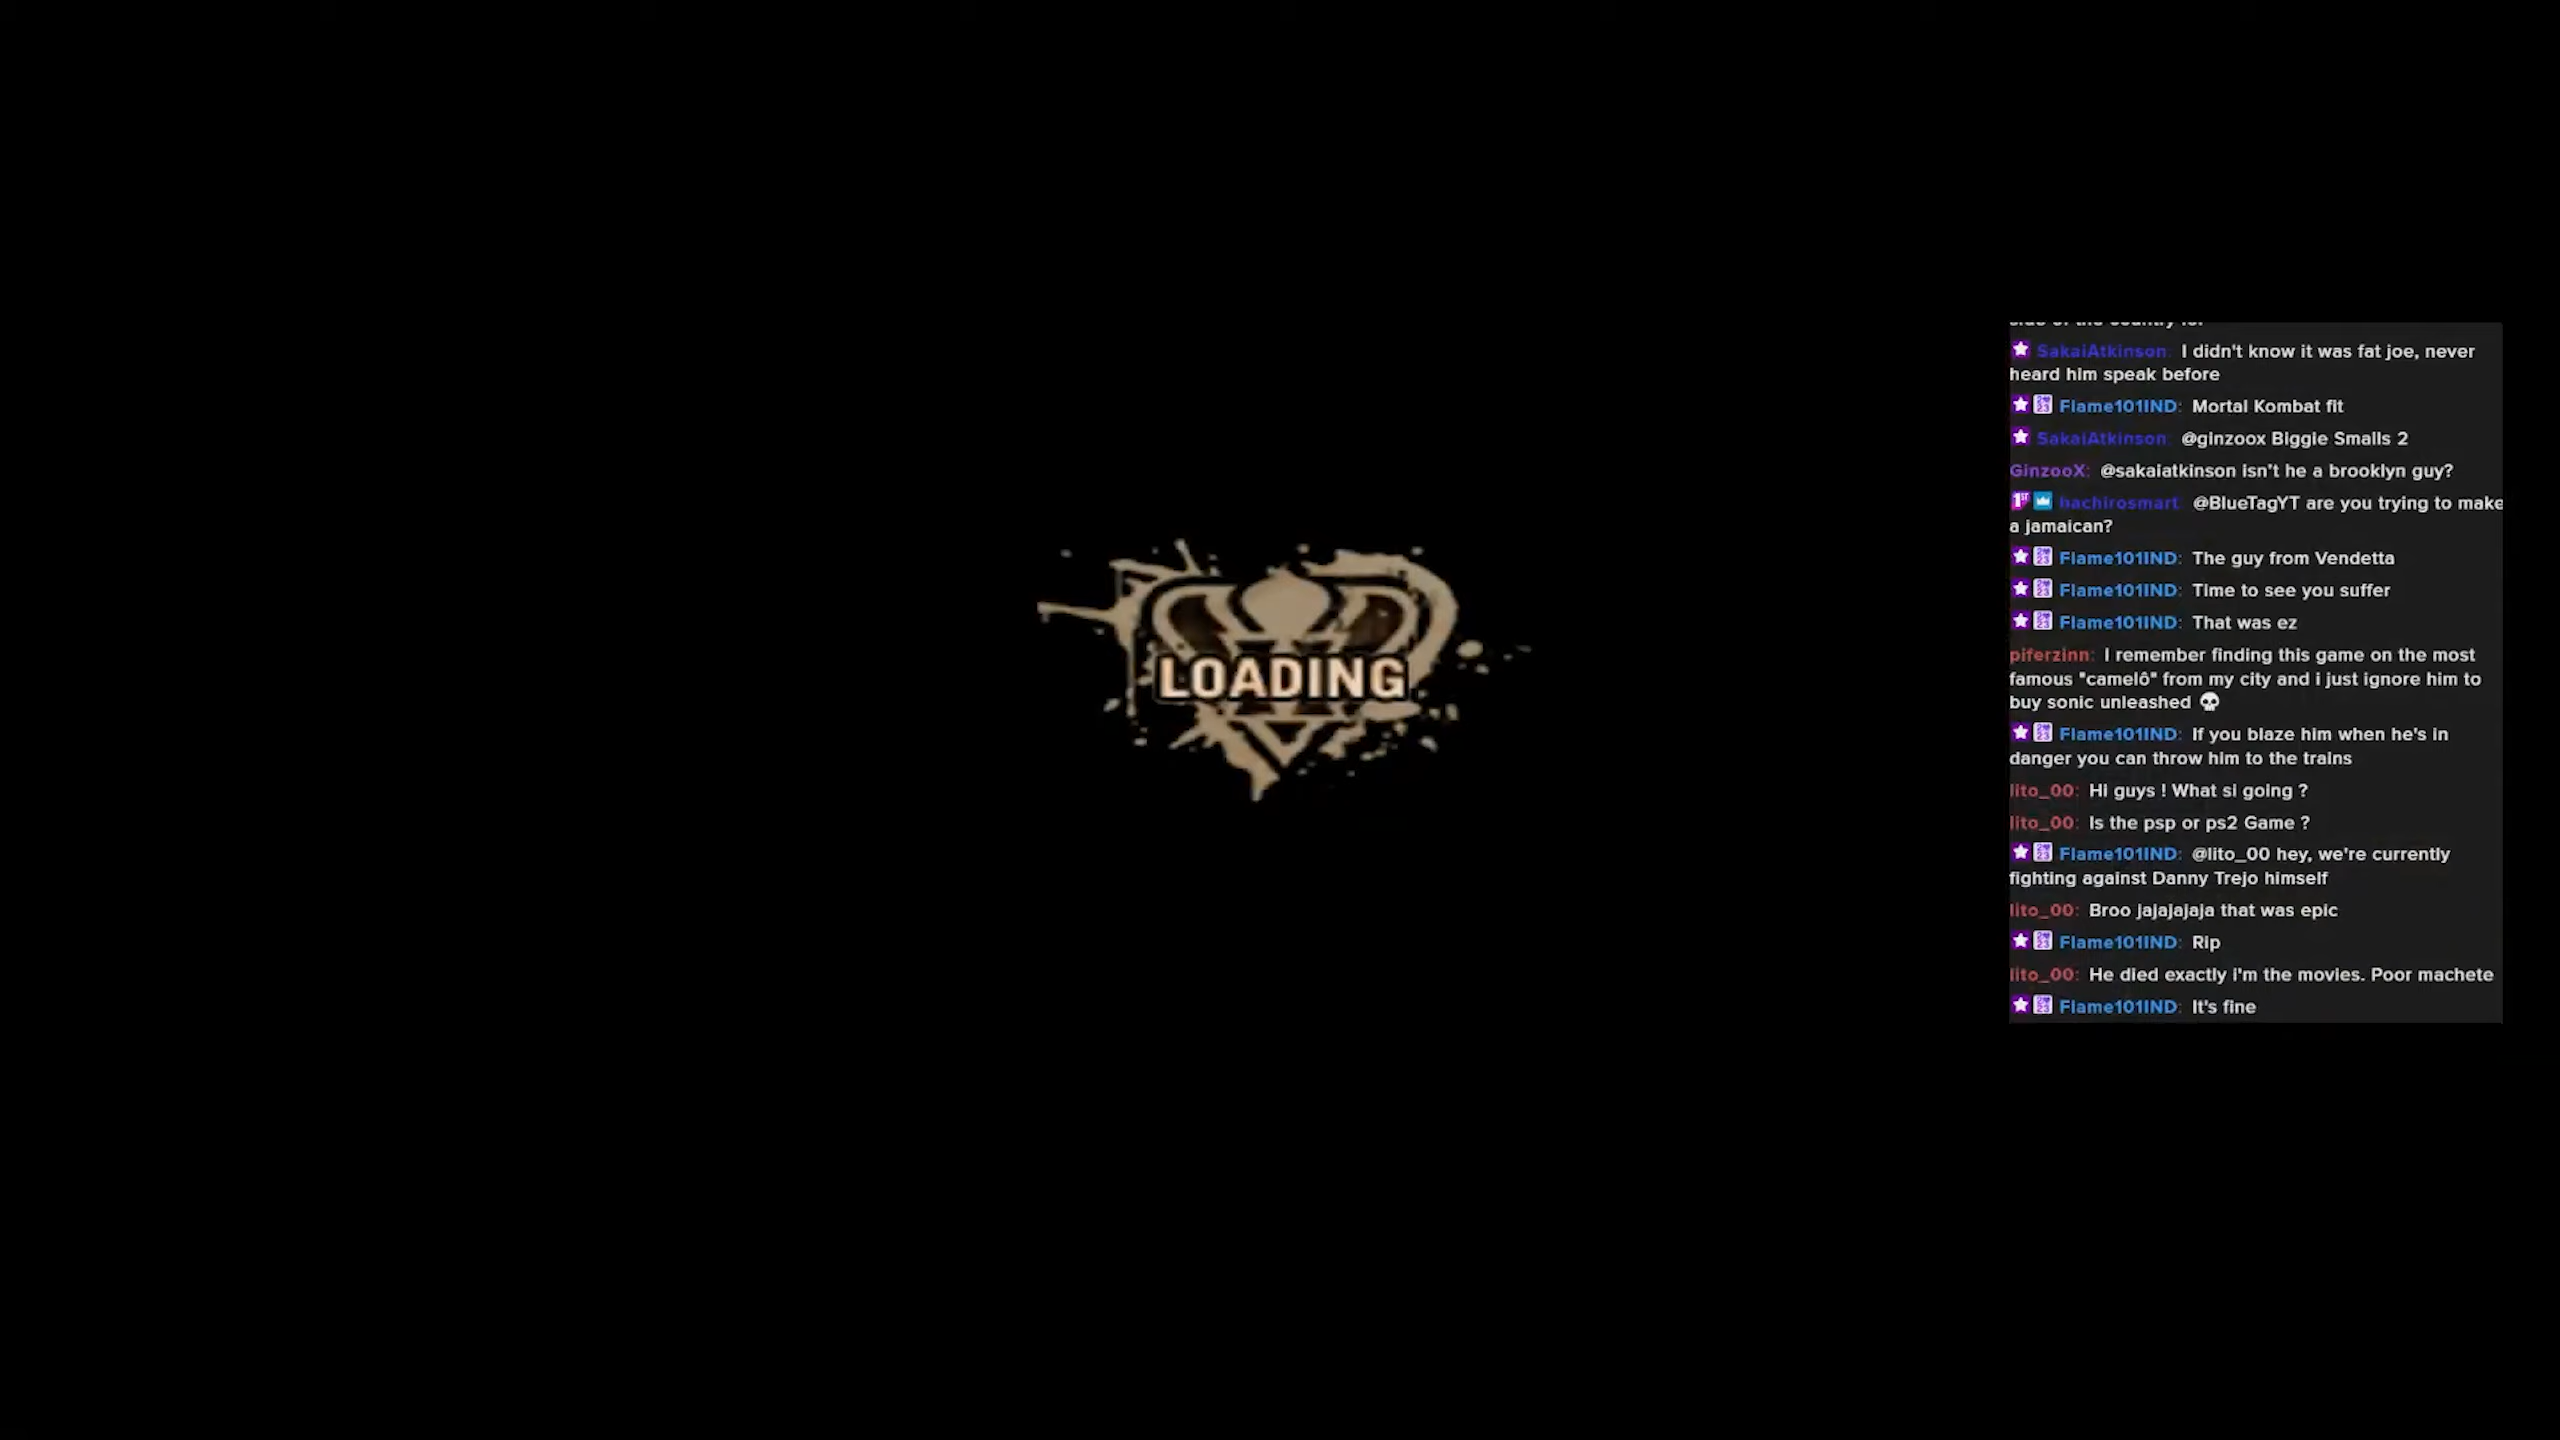 LOADING
side of the country lol
SakaiAtkinson: I didn't know it was fat joe, never
heard him speak before
Flame101IND: Mortal Kombat fit
SakaiAtkinson: @ginzoox Biggie Smalls 2
GinzooX: @sakaiatkinson isn't he a brooklyn guy?
hachirosmart: @BlueTagYT are you trying to make
a jamaican?
Flame101IND: The guy from Vendetta
Flame101IND: Time to see you suffer
Flame101IND: That was ez
piferzinn: I remember finding this game on the most
famous "camelô" from my city and i just ignore him to
buy sonic unleashed 💀
Flame101IND: If you blaze him when he's in
danger you can throw him to the trains
lito_00: Hi guys ! What si going ?
lito_00: Is the psp or ps2 Game ?
Flame101IND: @lito_00 hey, we're currently
fighting against Danny Trejo himself
lito_00: Broo jajajajaja that was epic
Flame101IND: Rip
lito_00: He died exactly i'm the movies. Poor machete
Flame101IND: It's fine